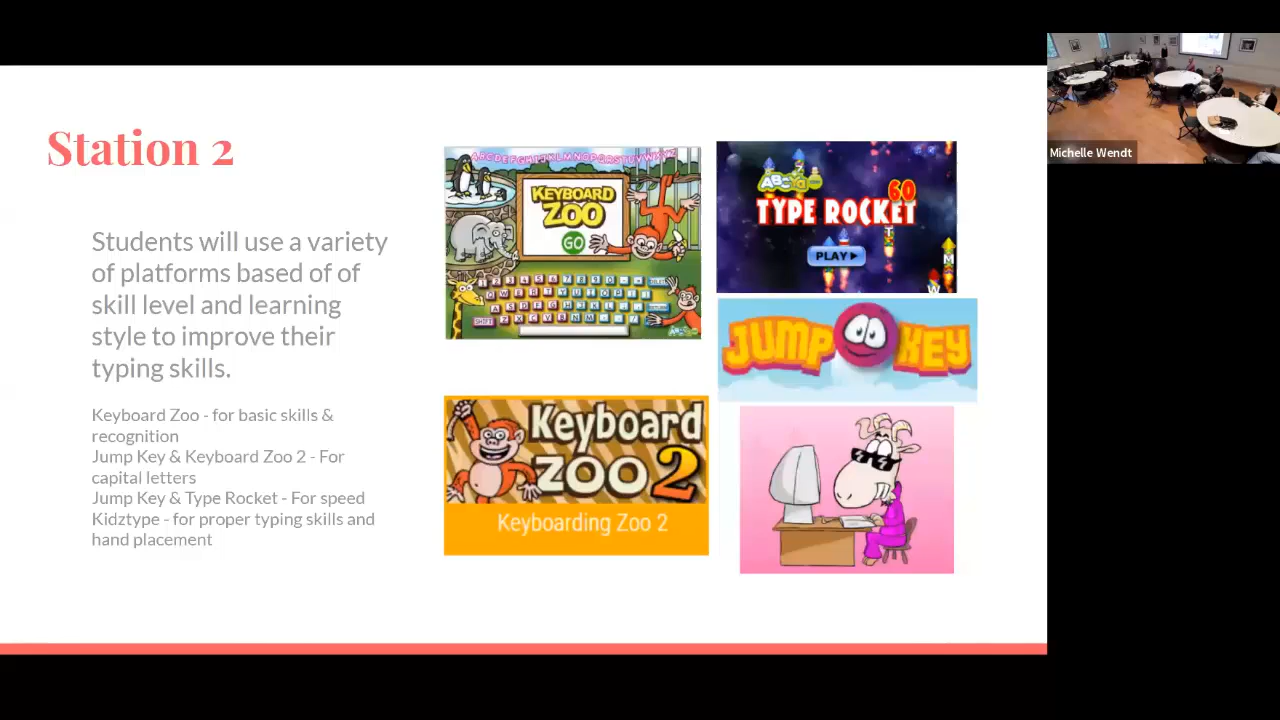 Station 2
Students will use a variety
of platforms based of of
skill level and learning
style to improve their
typing skills.
Keyboard Zoo - for basic skills &
recognition
Jump Key & Keyboard Zoo 2 - For
capital letters
Jump Key & Type Rocket - For speed
Kidztype - for proper typing skills and
hand placement
ABCDEFGHIJKLMNOPQRSTUVWXYZ
KEYBOARD
ZOO
GO
ABCya
60
TYPE ROCKET
T
PLAY
M
W
JUMP KEY
Keyboard
ZOO 2
Keyboarding Zoo 2
Michelle Wendt